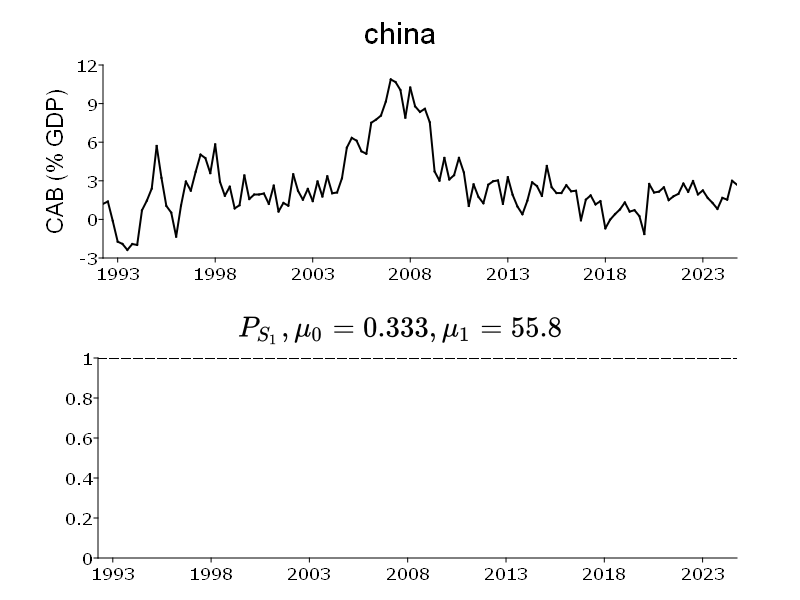 china
CAB (% GDP)
12
9
6
3
0
-3
1993 1998 2003 2008 2013 2018 2023
P_{S_1}, μ_0 = 0.333, μ_1 = 55.8
1
0.8
0.6
0.4
0.2
0
1993 1998 2003 2008 2013 2018 2023